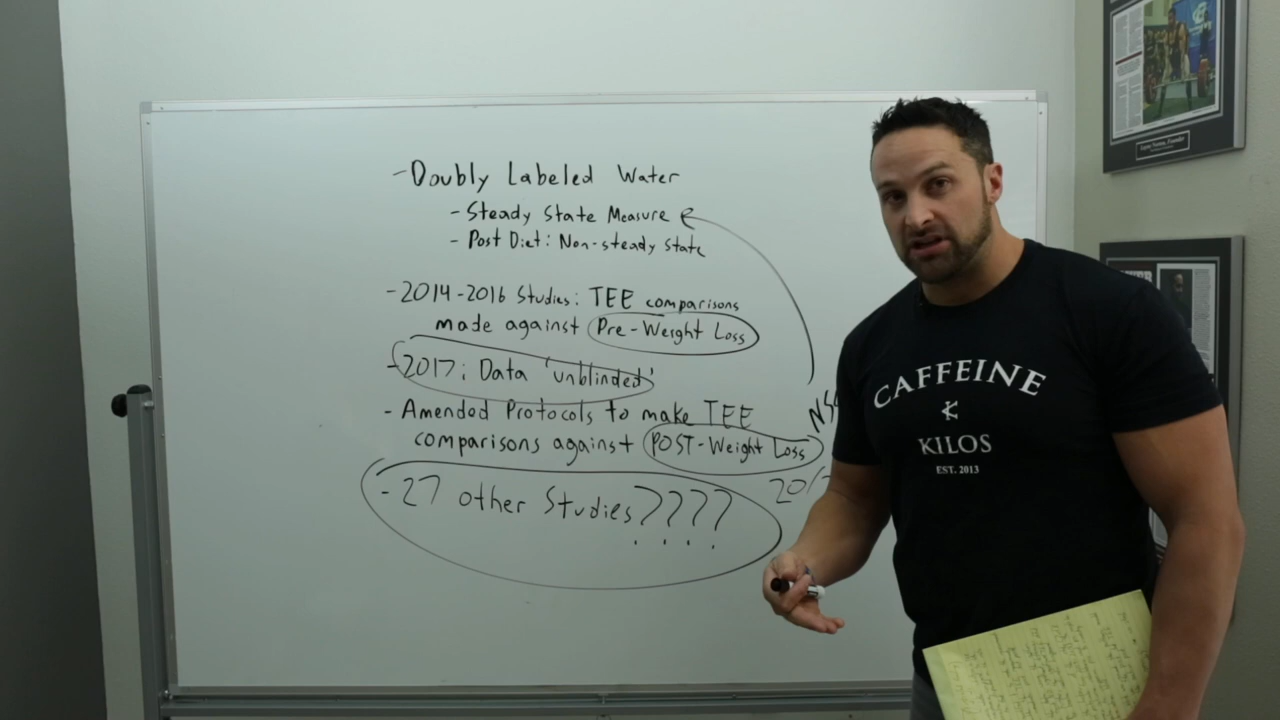 - Doubly Labeled Water
- Steady State Measure
- Post Diet: Non-steady State
- 2014-2016 Studies: TEE comparisons
made against Pre-Weight Loss
- 2017: Data 'unblinded'
- Amended Protocols to make TEE
comparisons against POST-Weight Loss
- 27 other Studies????
CAFFEINE
KILOS
EST. 2013